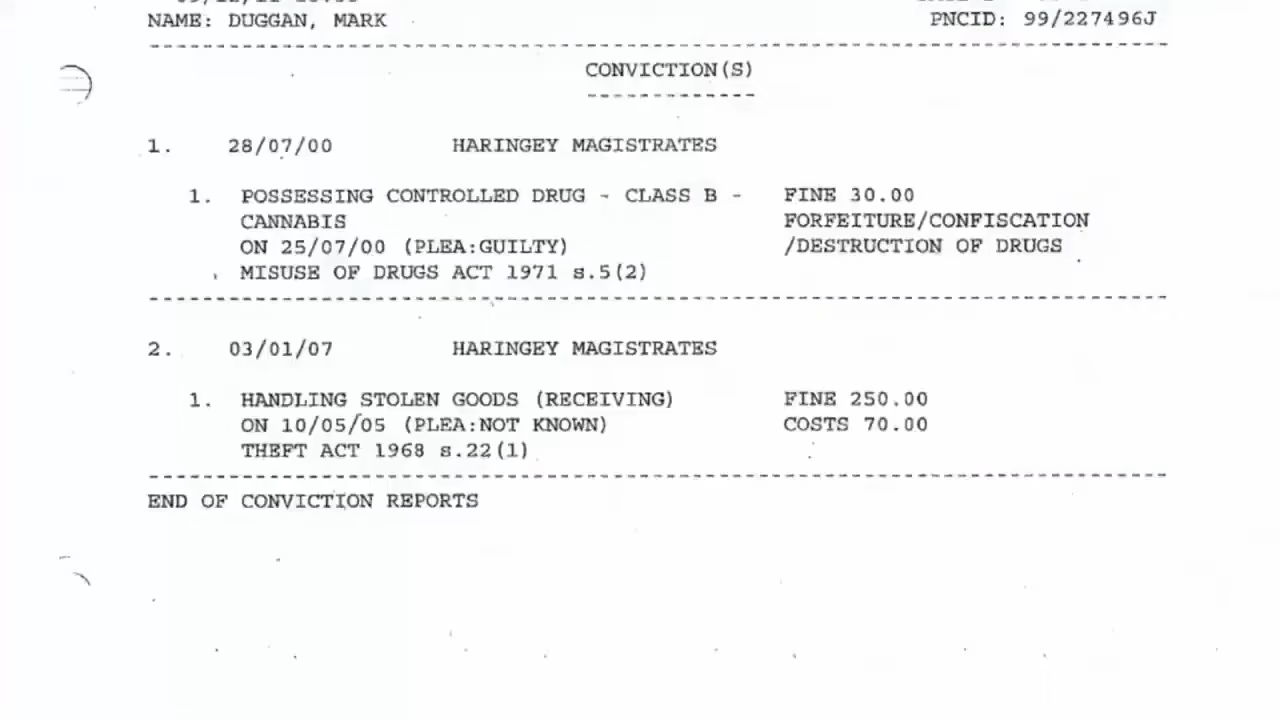 NAME: DUGGAN, MARK PNCID: 99/227496J
CONVICTION(S)
1. 28/07/00 HARINGEY MAGISTRATES
1. POSSESSING CONTROLLED DRUG - CLASS B - FINE 30.00
CANNABIS FORFEITURE/CONFISCATION
ON 25/07/00 (PLEA:GUILTY) /DESTRUCTION OF DRUGS
MISUSE OF DRUGS ACT 1971 s.5(2)
2. 03/01/07 HARINGEY MAGISTRATES
1. HANDLING STOLEN GOODS (RECEIVING) FINE 250.00
ON 10/05/05 (PLEA:NOT KNOWN) COSTS 70.00
THEFT ACT 1968 s.22(1)
END OF CONVICTION REPORTS